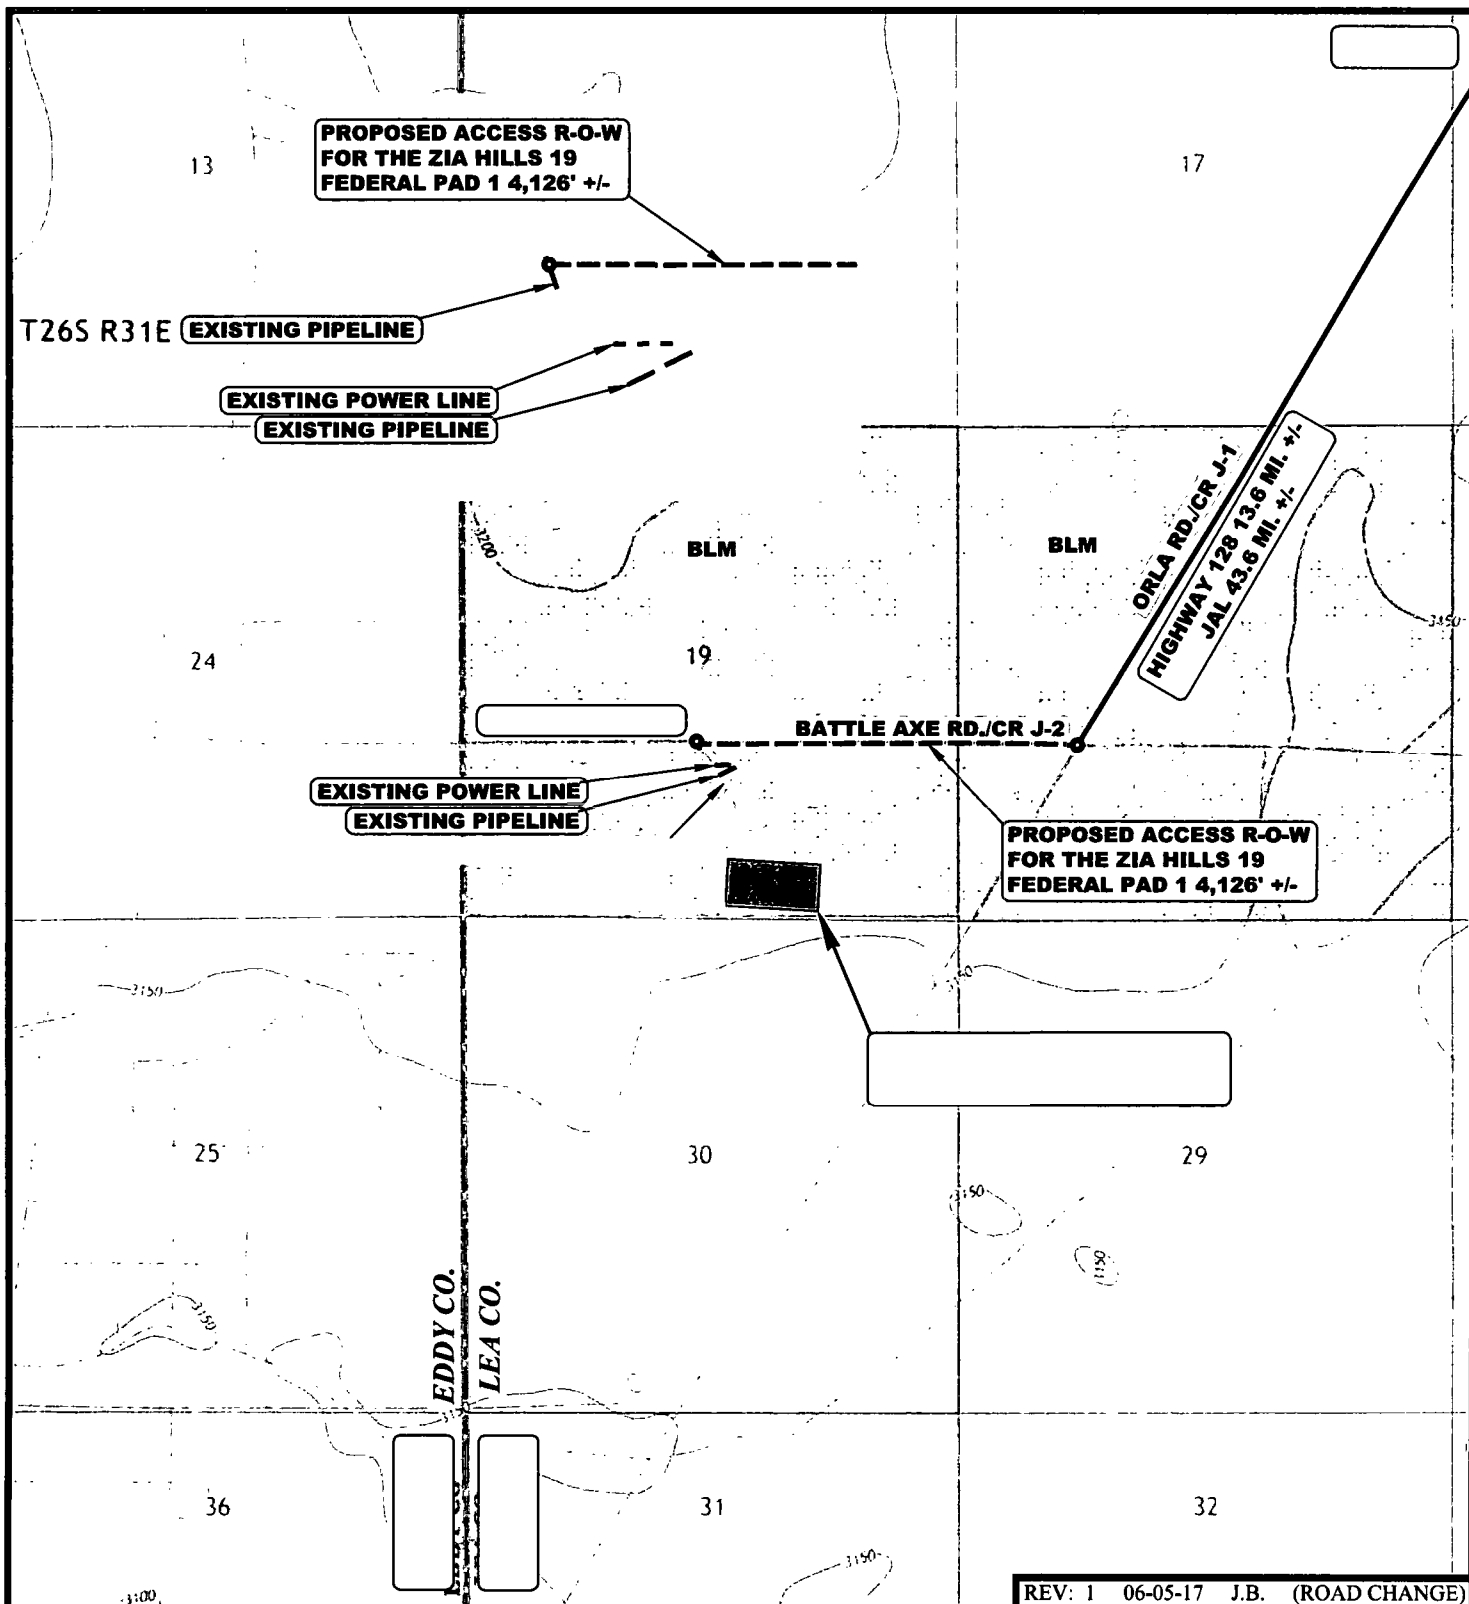 PROPOSED ACCESS R-O-W
FOR THE ZIA HILLS 19
FEDERAL PAD 1 4,126' +/-
13
17
T26S R31E
EXISTING PIPELINE
EXISTING POWER LINE
EXISTING PIPELINE
ORLA RD./CR J-1
HIGHWAY 128 13.6 MI. +/-
JAL 43.6 MI. +/-
3200
BLM
BLM
3150
24
19
BATTLE AXE RD./CR J-2
EXISTING POWER LINE
EXISTING PIPELINE
PROPOSED ACCESS R-O-W
FOR THE ZIA HILLS 19
FEDERAL PAD 1 4,126' +/-
3150
3150
25
30
29
3150
3150
3150
EDDY CO.
LEA CO.
36
31
32
3150
3100
REV: 1 06-05-17 J.B. (ROAD CHANGE)